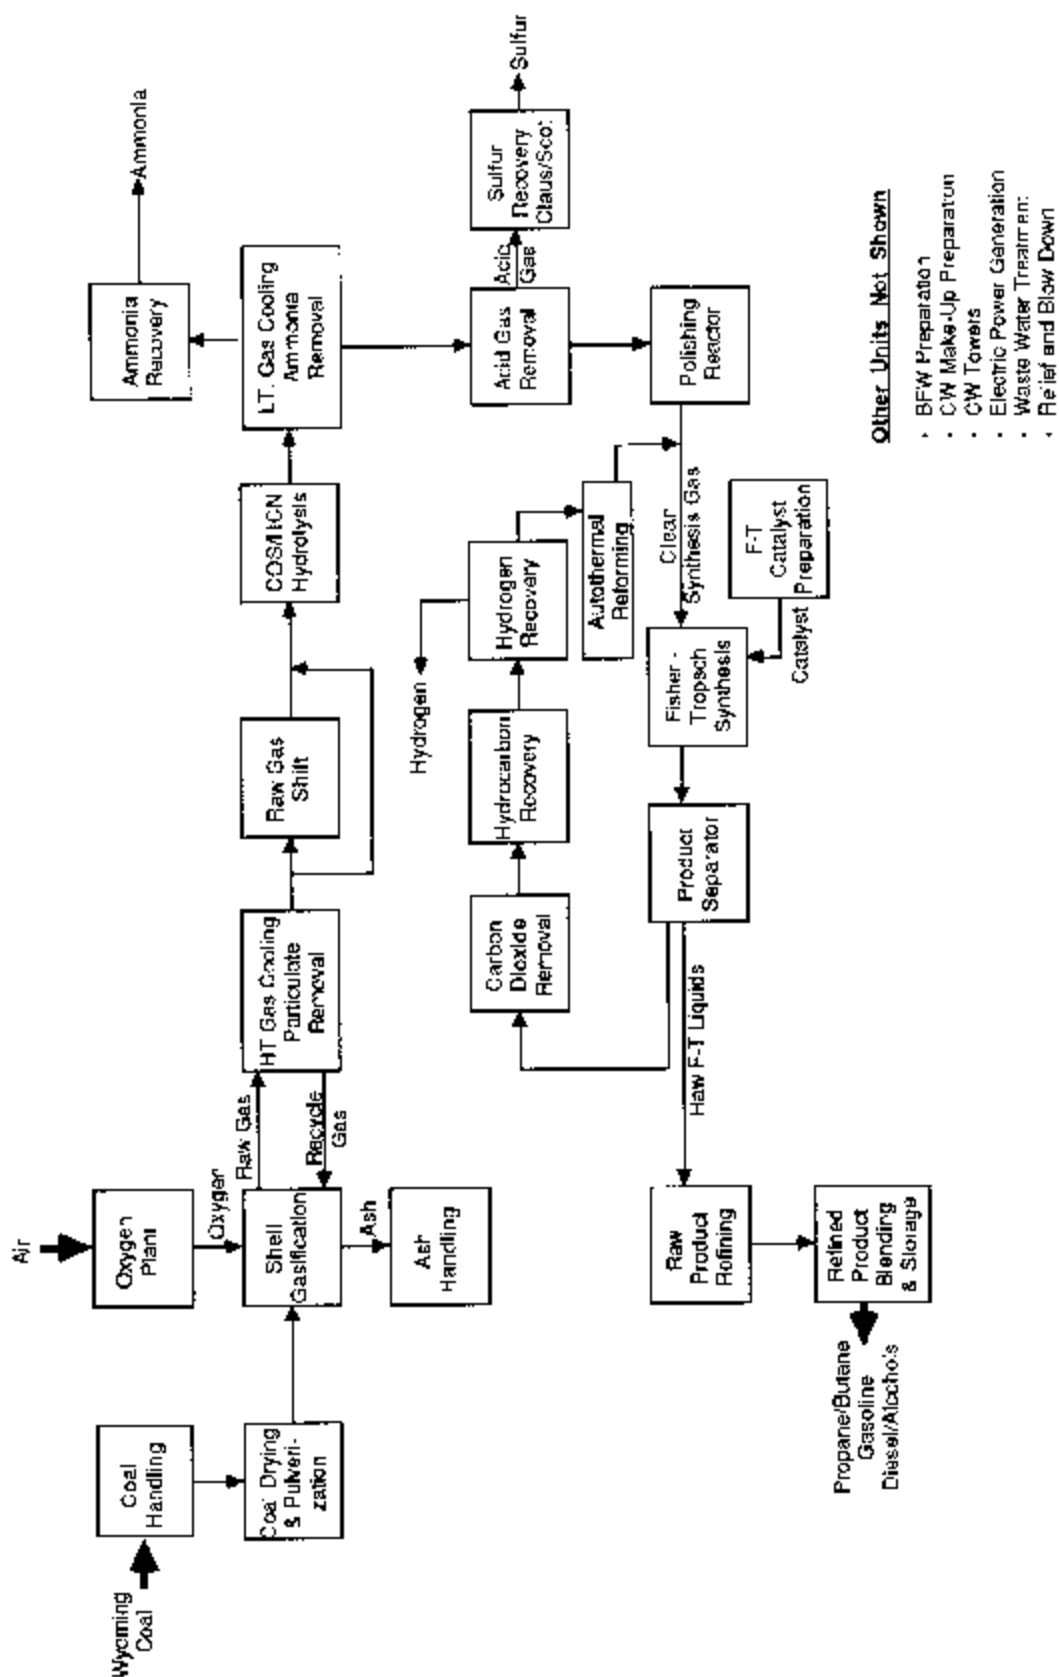 Wyoming
Coal
Coal
Handling
Coal Drying
& Pulveri-
zation
Air
Oxygen
Plant
Oxygen
Shell
Gasification
Ash
Ash
Handling
Raw Gas
Recycle
Gas
HT Gas Cooling
Particulate
Removal
Raw Gas
Shift
COS/HCN
Hydrolysis
LT. Gas Cooling
Ammonia
Removal
Ammonia
Recovery
Ammonia
Acid Gas
Removal
Acid
Gas
Sulfur
Recovery
Claus/Scot
Sulfur
Polishing
Reactor
Clear
Synthesis Gas
Autothermal
Reforming
Hydrogen
Recovery
Hydrogen
Hydrocarbon
Recovery
Carbon
Dioxide
Removal
Fisher -
Tropsch
Synthesis
Catalyst
F-T
Catalyst
Preparation
Product
Separator
Raw F-T Liquids
Raw
Product
Refining
Refined
Product
Blending
& Storage
Propane/Butane
Gasoline
Diesel/Alcohols
Other Units Not Shown
• BFW Preparation
• CW Make-Up Preparation
• CW Towers
• Electric Power Generation
• Waste Water Treatment
• Relief and Blow Down